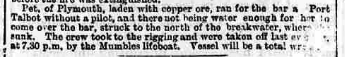 Pet, of Plymouth, laden with copper ore, ran for the bar a Port
Talbot without a pilot, and there not being water enough for her to
come over the bar, struck to the north of the breakwater, where
sunk. The crew took to the rigging and were taken off last
at 7.30 p.m. by the Mumbles lifeboat. Vessel will be a total